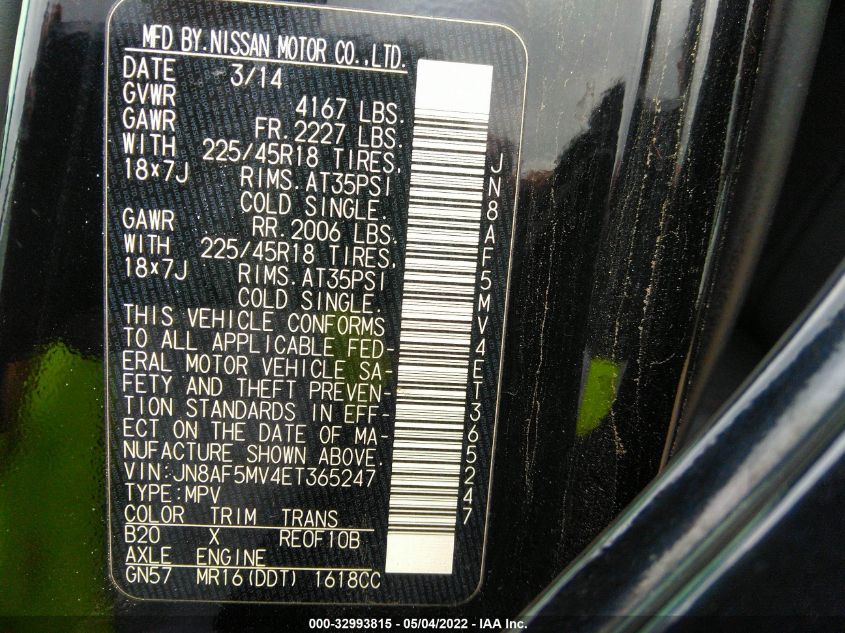 MFD BY.NISSAN MOTOR CO.,LTD.
DATE 3/14
GVWR 4167 LBS.
GAWR FR.2227 LBS.
WITH 225/45R18 TIRES,
18×7J RIMS.AT35PSI
COLD SINGLE.
GAWR RR.2006 LBS.
WITH 225/45R18 TIRES,
18×7J RIMS.AT35PSI
COLD SINGLE.
THIS VEHICLE CONFORMS
TO ALL APPLICABLE FED-
ERAL MOTOR VEHICLE SA-
FETY AND THEFT PREVEN-
TION STANDARDS IN EFF-
ECT ON THE DATE OF MA-
NUFACTURE SHOWN ABOVE.
VIN:JN8AF5MV4ET365247
TYPE:MPV
COLOR TRIM TRANS
B20 X RE0F10B
AXLE ENGINE
GN57 MR16(DDT) 1618CC
JN8AF5MV4ET365247
000-32993815 - 05/04/2022 - IAA Inc.